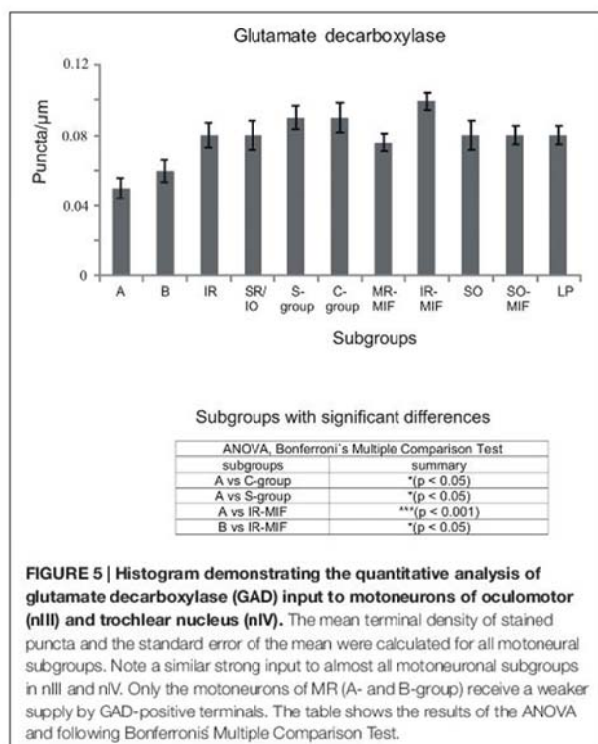 Glutamate decarboxylase
0.12
0.08
0.04
0
Puncta/µm
A B IR SR/IO S-group C-group MR-MIF IR-MIF SO SO-MIF LP
Subgroups
Subgroups with significant differences
ANOVA, Bonferroni`s Multiple Comparison Test
subgroups summary
A vs C-group *(p < 0.05)
A vs S-group *(p < 0.05)
A vs IR-MIF ***(p < 0.001)
B vs IR-MIF *(p < 0.05)
FIGURE 5 | Histogram demonstrating the quantitative analysis of
glutamate decarboxylase (GAD) input to motoneurons of oculomotor
(nIII) and trochlear nucleus (nIV). The mean terminal density of stained
puncta and the standard error of the mean were calculated for all motoneural
subgroups. Note a similar strong input to almost all motoneuronal subgroups
in nIII and nIV. Only the motoneurons of MR (A- and B-group) receive a weaker
supply by GAD-positive terminals. The table shows the results of the ANOVA
and following Bonferronis´ Multiple Comparison Test.